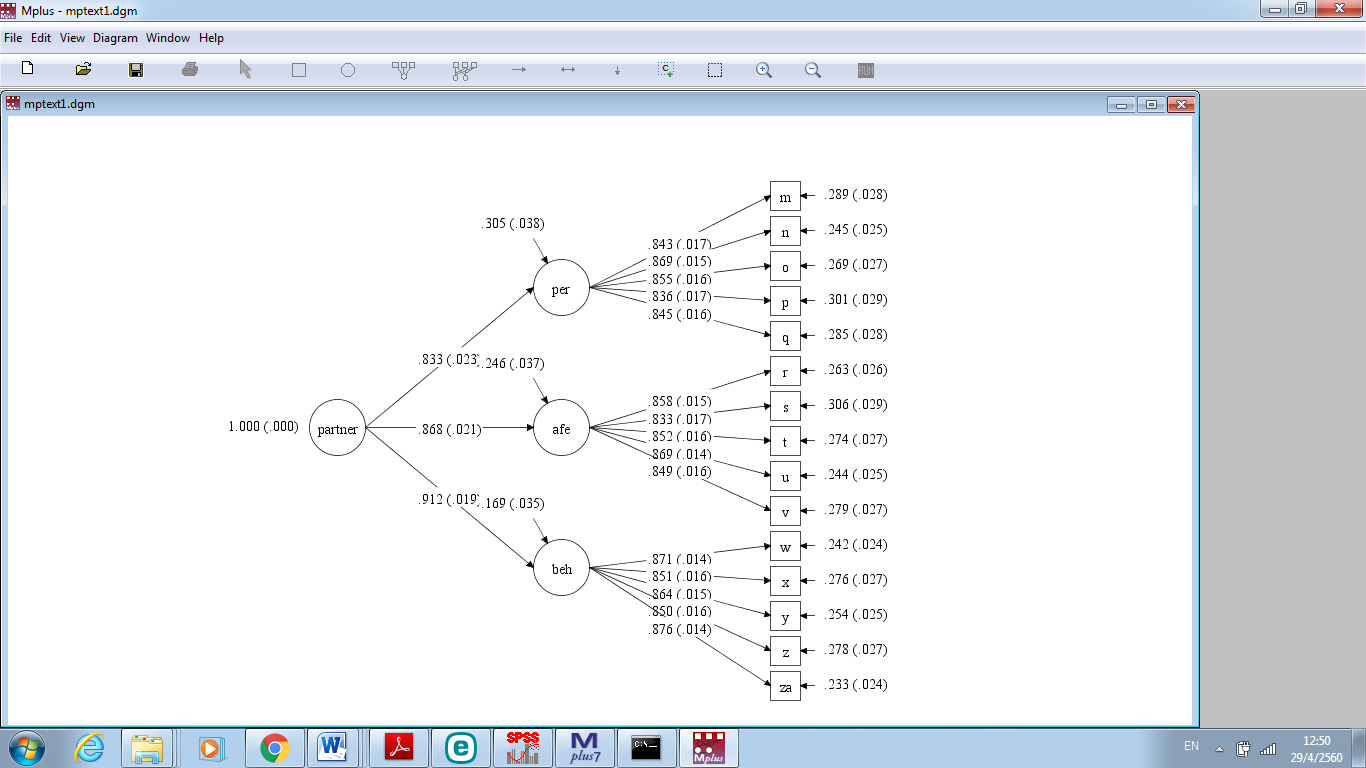 Mplus - mptext1.dgm
File Edit View Diagram Window Help
C
RUN
mptext1.dgm
m .289 (.028)
.305 (.038)
n .245 (.025)
.843 (.017)
.869 (.015)
o .269 (.027)
.855 (.016)
per
.836 (.017)
p .301 (.029)
.845 (.016)
q .285 (.028)
.833 (.023) .246 (.037)
r .263 (.026)
.858 (.015)
s .306 (.029)
.833 (.017)
1.000 (.000) partner .868 (.021) afe
.852 (.016)
t .274 (.027)
.869 (.014)
.849 (.016)
u .244 (.025)
.912 (.019) .169 (.035)
v .279 (.027)
w .242 (.024)
.871 (.014)
beh
.851 (.016)
x .276 (.027)
.864 (.015)
.850 (.016)
y .254 (.025)
.876 (.014)
z .278 (.027)
za .233 (.024)
SPSS
M
plus7
C:\...
Mplus
EN
12:50
29/4/2560